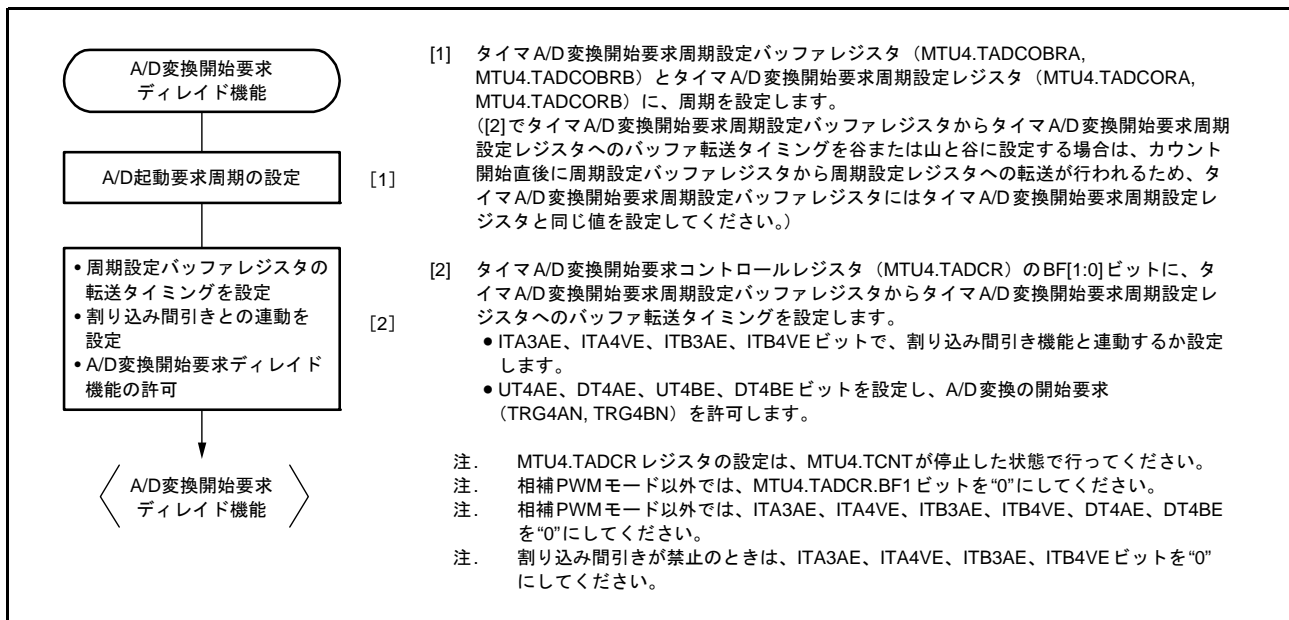 A/D変換開始要求
ディレイド機能
A/D起動要求周期の設定
[1]
• 周期設定バッファレジスタの
転送タイミングを設定
• 割り込み間引きとの連動を
設定
• A/D変換開始要求ディレイド
機能の許可
[2]
A/D変換開始要求
ディレイド機能
[1] タイマA/D変換開始要求周期設定バッファレジスタ（MTU4.TADCOBRA,
MTU4.TADCOBRB）とタイマA/D変換開始要求周期設定レジスタ（MTU4.TADCORA,
MTU4.TADCORB）に、周期を設定します。
（[2]でタイマA/D変換開始要求周期設定バッファレジスタからタイマA/D変換開始要求周期
設定レジスタへのバッファ転送タイミングを谷または山と谷に設定する場合は、カウント
開始直後に周期設定バッファレジスタから周期設定レジスタへの転送が行われるため、タ
イマA/D変換開始要求周期設定バッファレジスタにはタイマA/D変換開始要求周期設定レ
ジスタと同じ値を設定してください。）
[2] タイマA/D変換開始要求コントロールレジスタ（MTU4.TADCR）のBF[1:0]ビットに、タ
イマA/D変換開始要求周期設定バッファレジスタからタイマA/D変換開始要求周期設定レ
ジスタへのバッファ転送タイミングを設定します。
● ITA3AE、ITA4VE、ITB3AE、ITB4VEビットで、割り込み間引き機能と連動するか設定
します。
● UT4AE、DT4AE、UT4BE、DT4BEビットを設定し、A/D変換の開始要求
（TRG4AN, TRG4BN）を許可します。
注. MTU4.TADCRレジスタの設定は、MTU4.TCNTが停止した状態で行ってください。
注. 相補PWMモード以外では、MTU4.TADCR.BF1ビットを“0”にしてください。
注. 相補PWMモード以外では、ITA3AE、ITA4VE、ITB3AE、ITB4VE、DT4AE、DT4BE
を“0”にしてください。
注. 割り込み間引きが禁止のときは、ITA3AE、ITA4VE、ITB3AE、ITB4VEビットを“0”
にしてください。